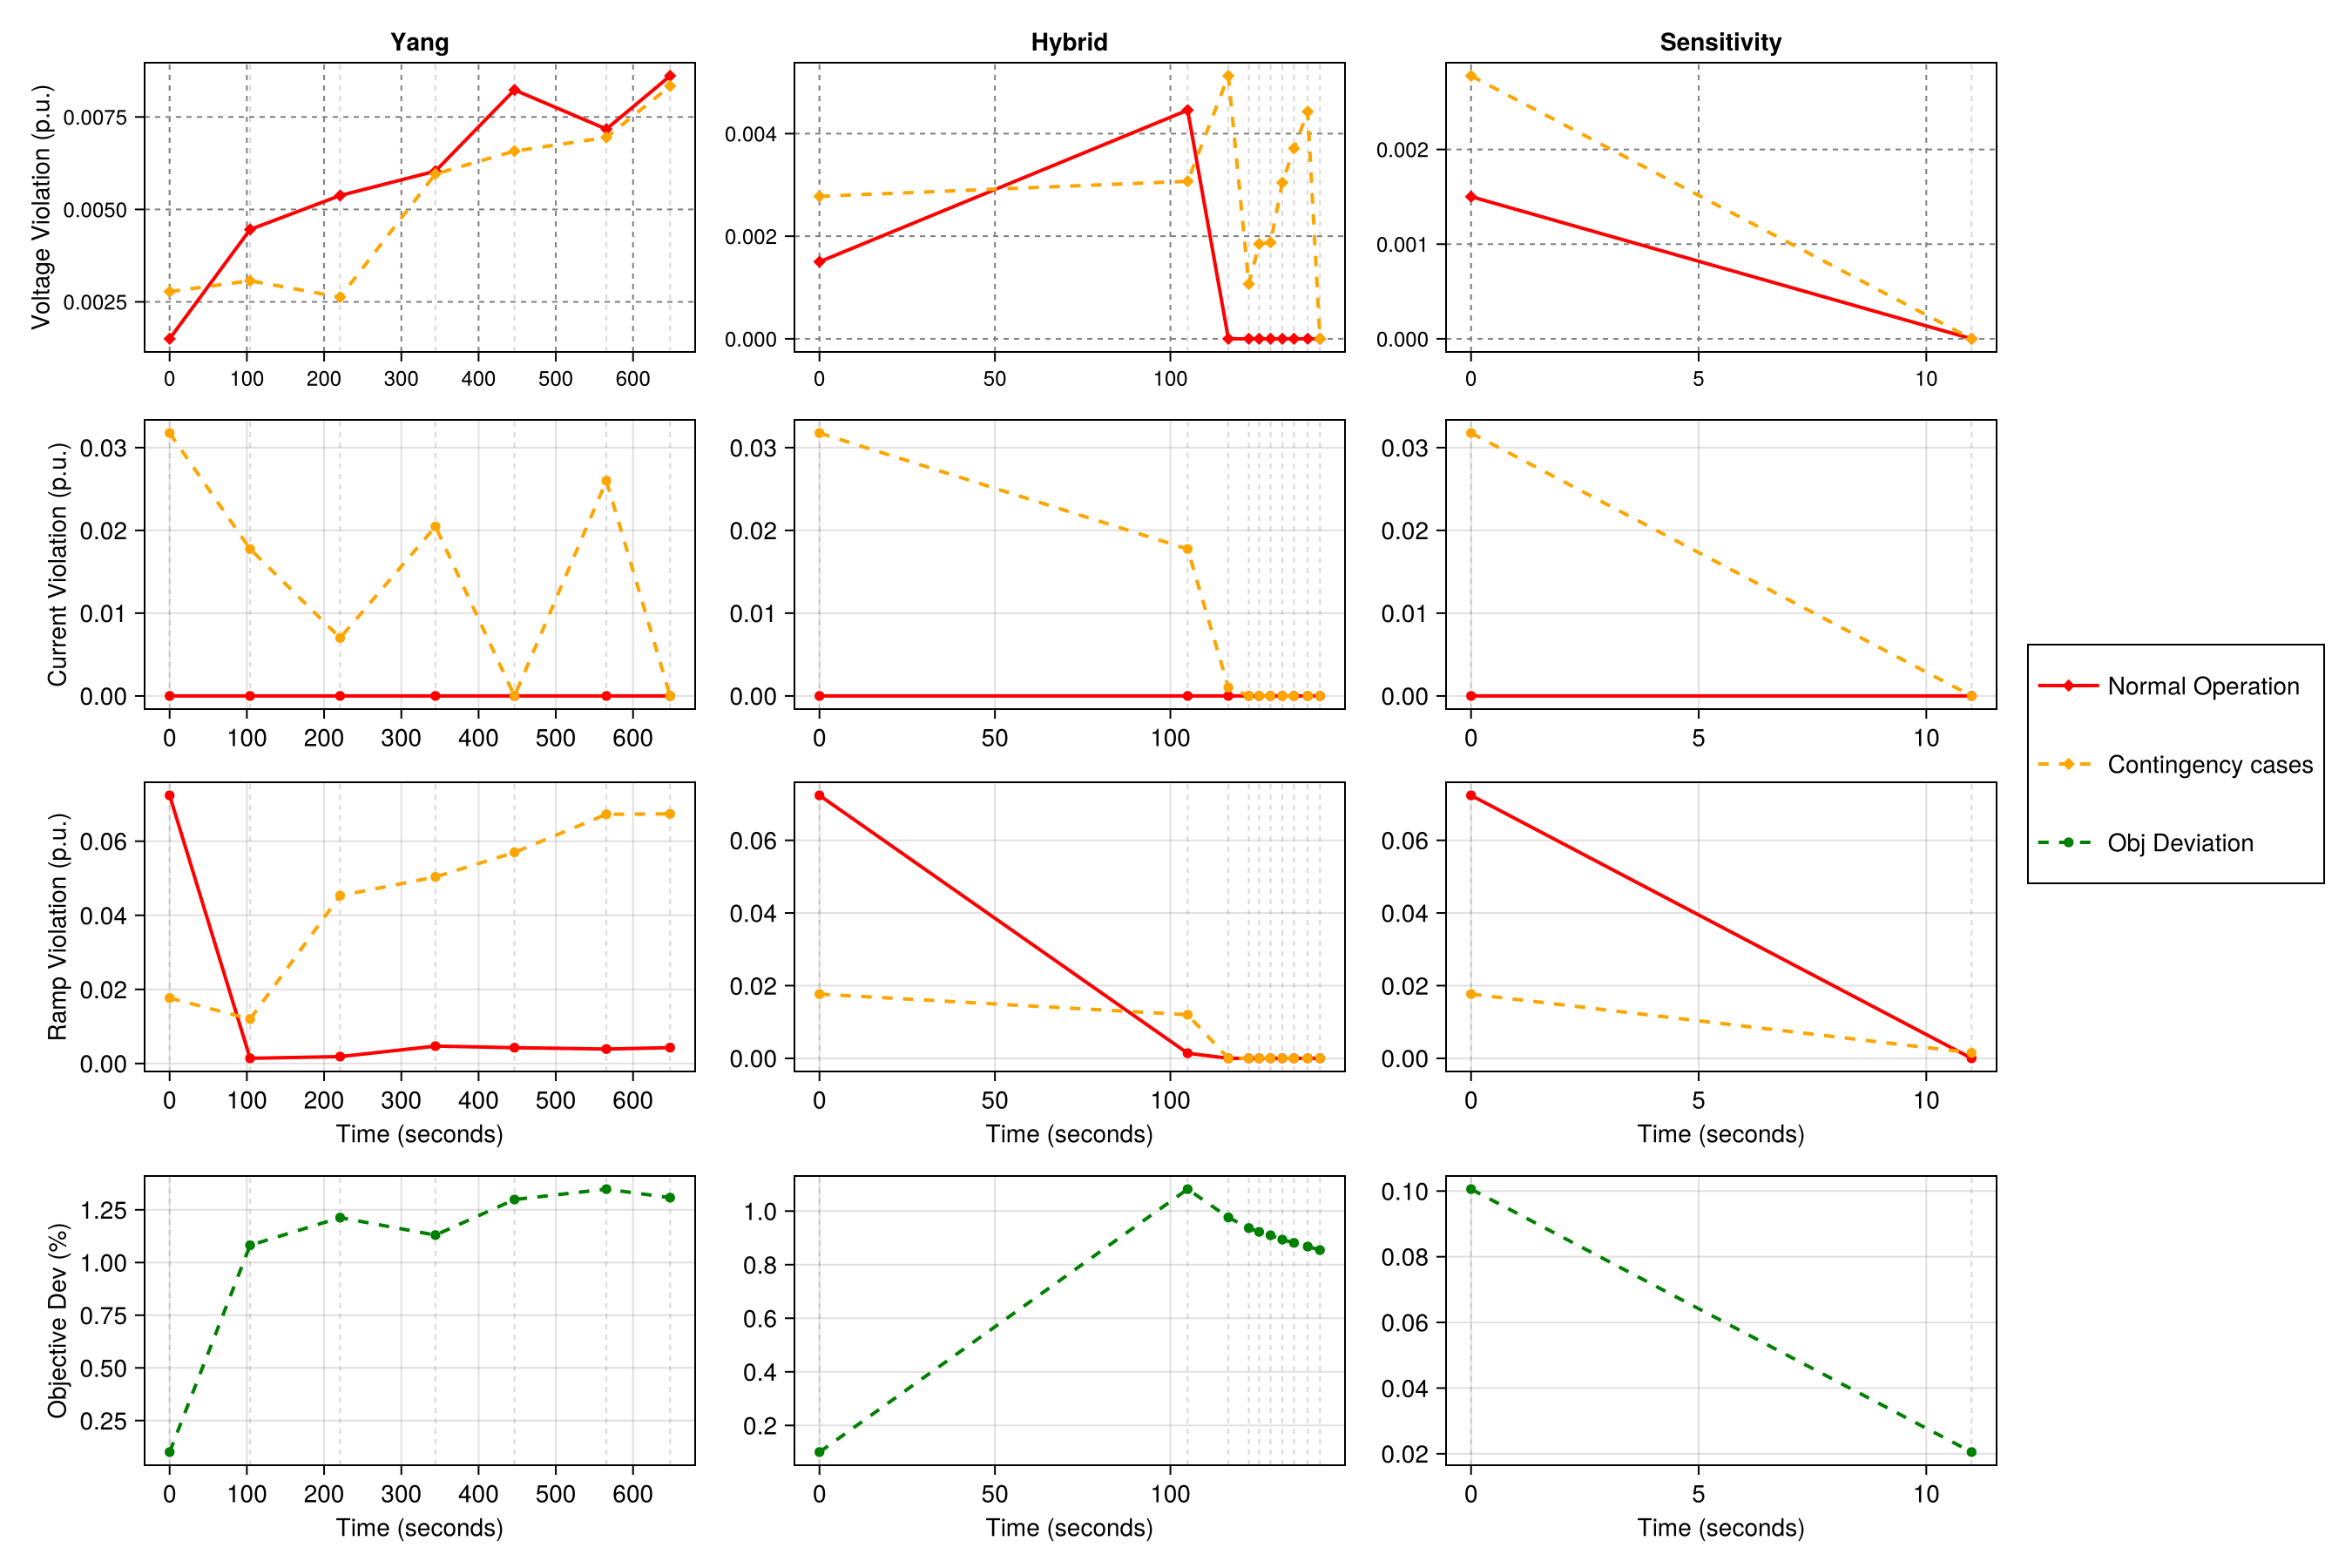 Yang
Hybrid
Sensitivity
Voltage Violation (p.u.)
0.0075
0.0050
0.0025
0 100 200 300 400 500 600
0.004
0.002
0.000
0 50 100
0.002
0.001
0.000
0 5 10
Current Violation (p.u.)
0.03
0.02
0.01
0.00
0 100 200 300 400 500 600
0.03
0.02
0.01
0.00
0 50 100
0.03
0.02
0.01
0.00
0 5 10
Normal Operation
Contingency cases
Obj Deviation
Ramp Violation (p.u.)
0.06
0.04
0.02
0.00
0 100 200 300 400 500 600
Time (seconds)
0.06
0.04
0.02
0.00
0 50 100
Time (seconds)
0.06
0.04
0.02
0.00
0 5 10
Time (seconds)
Objective Dev (%)
1.25
1.00
0.75
0.50
0.25
0 100 200 300 400 500 600
Time (seconds)
1.0
0.8
0.6
0.4
0.2
0 50 100
Time (seconds)
0.10
0.08
0.06
0.04
0.02
0 5 10
Time (seconds)